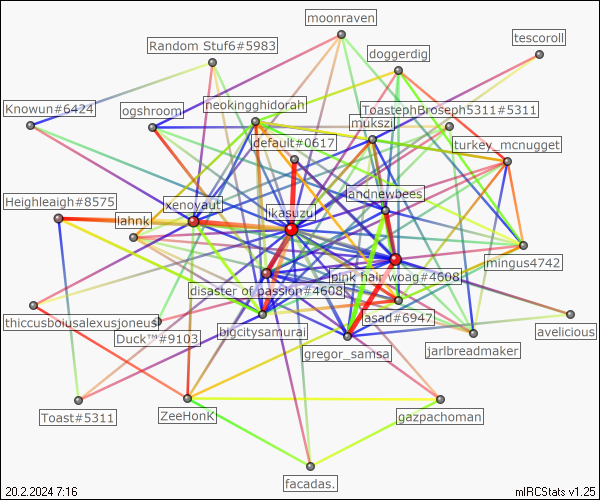 moonraven
tescoroll
Random Stuf6#5983
doggerdig
Knowun#6424
ogshroom
neokingghidorah
ToastephBroseph5311#5311
mukszi
default#0617
turkey_mcnugget
Heighleaigh#8575
xenovaut
andnewbees
lahnk
ikasuzu
mingus4742
pink hair woag#4608
disaster of passion#4608
thiccusboiusalexusjoneus
bigcitysamurai
asad#6947
avelicious
Duck™#9103
gregor_samsa
jarlbreadmaker
Toast#5311
ZeeHonK
gazpachoman
facadas.
20.2.2024 7:16
mIRCStats v1.25